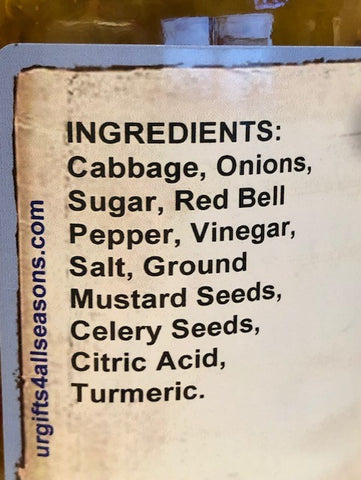 INGREDIENTS:
Cabbage, Onions,
Sugar, Red Bell
Pepper, Vinegar,
Salt, Ground
Mustard Seeds,
Celery Seeds,
Citric Acid,
Turmeric.
urgifts4allseasons.com